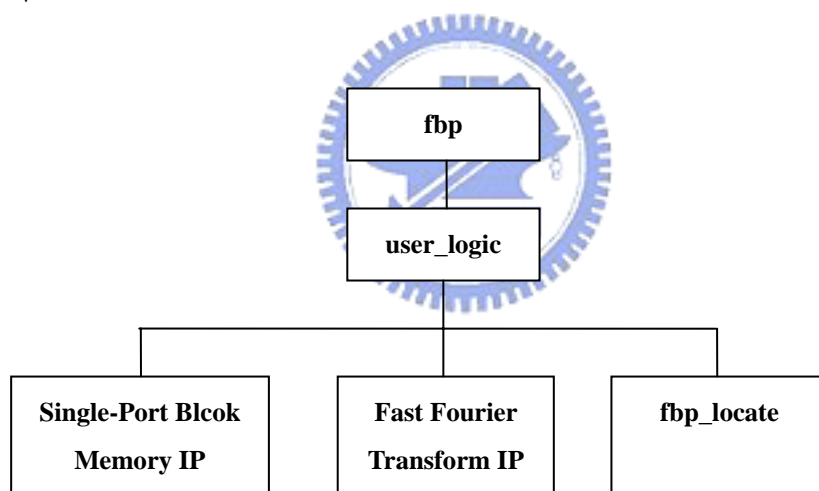 fbp
user_logic
Single-Port Blcok
Memory IP
Fast Fourier
Transform IP
fbp_locate